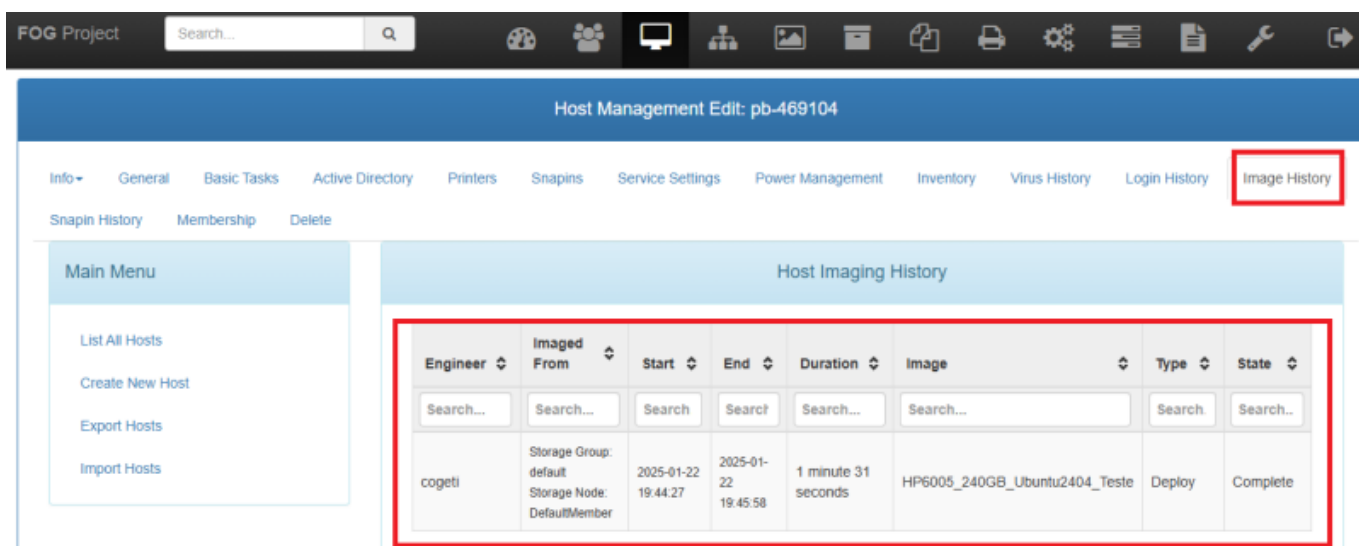 FOG Project Search...
Host Management Edit: pb-469104
Info General Basic Tasks Active Directory Printers Snapins Service Settings Power Management Inventory Virus History Login History Image History
Snapin History Membership Delete
Main Menu
List All Hosts
Create New Host
Export Hosts
Import Hosts
Host Imaging History
Engineer Imaged From Start End Duration Image Type State
Search... Search... Search Search Search... Search... Search. Search..
cogeti Storage Group: default Storage Node: DefaultMember 2025-01-22 19:44:27 2025-01-22 19:45:58 1 minute 31 seconds HP6005_240GB_Ubuntu2404_Teste Deploy Complete